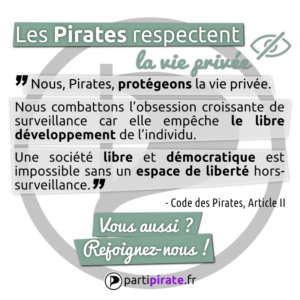 Les Pirates respectent
la vie privée
❞ Nous, Pirates, protégeons la vie privée.
Nous combattons l'obsession croissante de
surveillance car elle empêche le libre
développement de l'individu.
Une société libre et démocratique est
impossible sans un espace de liberté hors-
surveillance.❞
- Code des Pirates, Article II
Vous aussi ?
Rejoignez-nous !
partipirate.fr